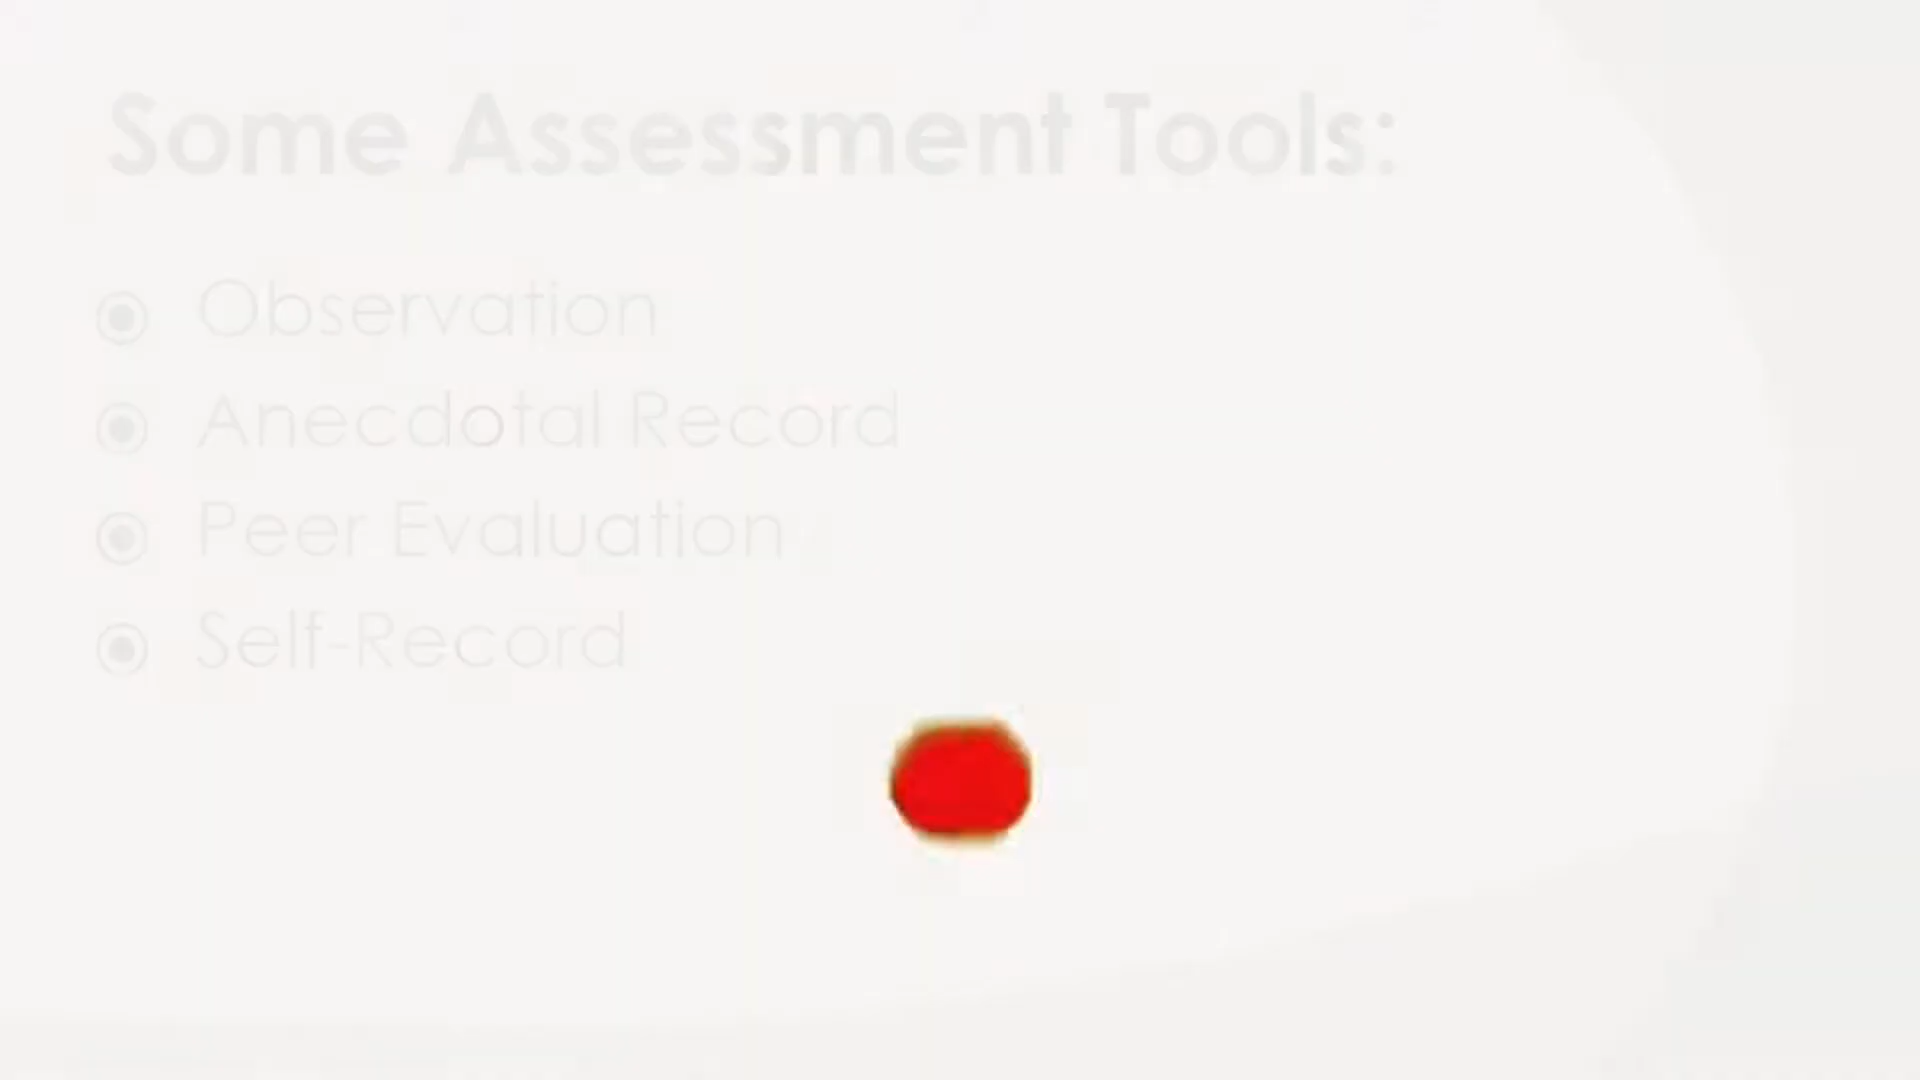 Some Assessment Tools:
Observation
Anecdotal Record
Peer Evaluation
Self-Record